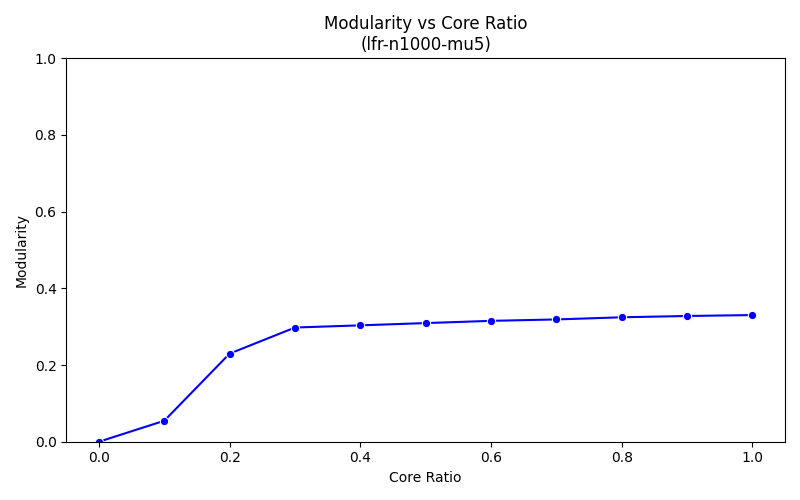 Modularity vs Core Ratio
(lfr-n1000-mu5)
1.0
0.8
0.6
0.4
0.2
0.0
Modularity
0.0 0.2 0.4 0.6 0.8 1.0
Core Ratio